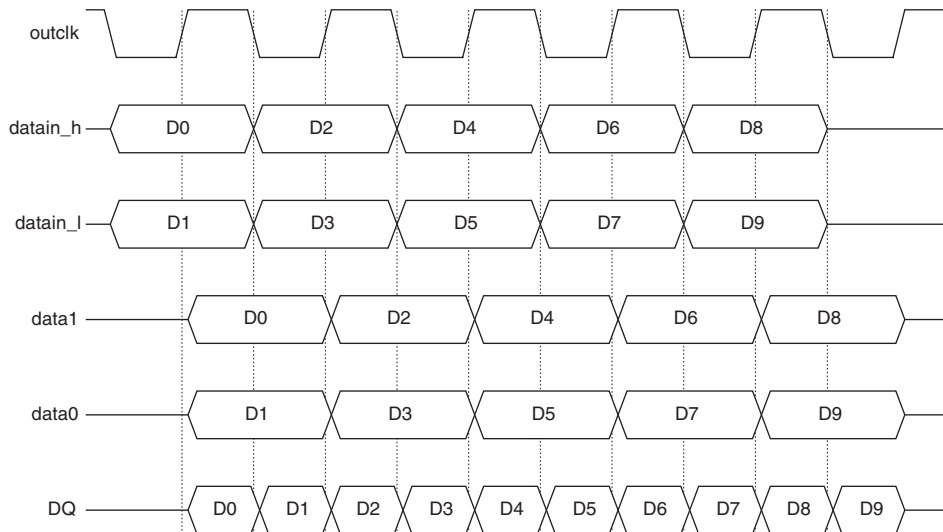 outclk
datain_h D0 D2 D4 D6 D8
datain_l D1 D3 D5 D7 D9
data1 D0 D2 D4 D6 D8
data0 D1 D3 D5 D7 D9
DQ D0 D1 D2 D3 D4 D5 D6 D7 D8 D9